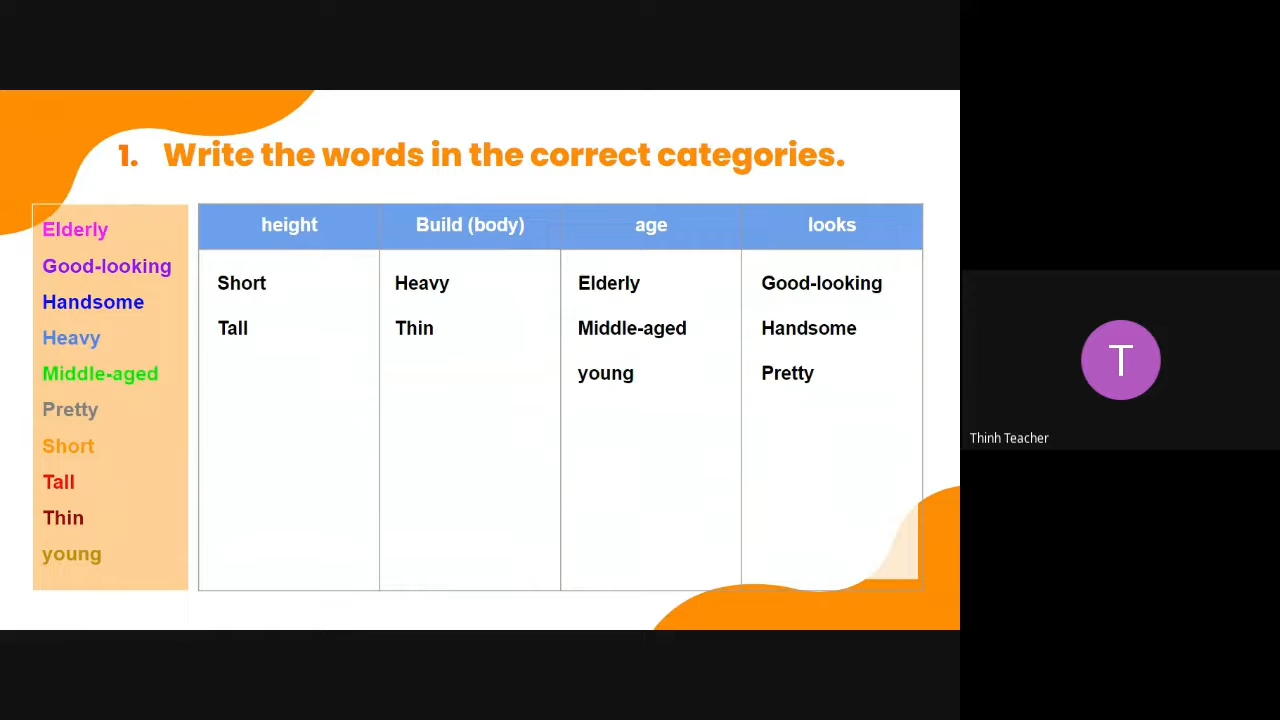 1. Write the words in the correct categories.
Elderly
Good-looking
Handsome
Heavy
Middle-aged
Pretty
Short
Tall
Thin
young
height Build (body) age looks
Short Heavy Elderly Good-looking
Tall Thin Middle-aged Handsome
young Pretty
T
Thinh Teacher